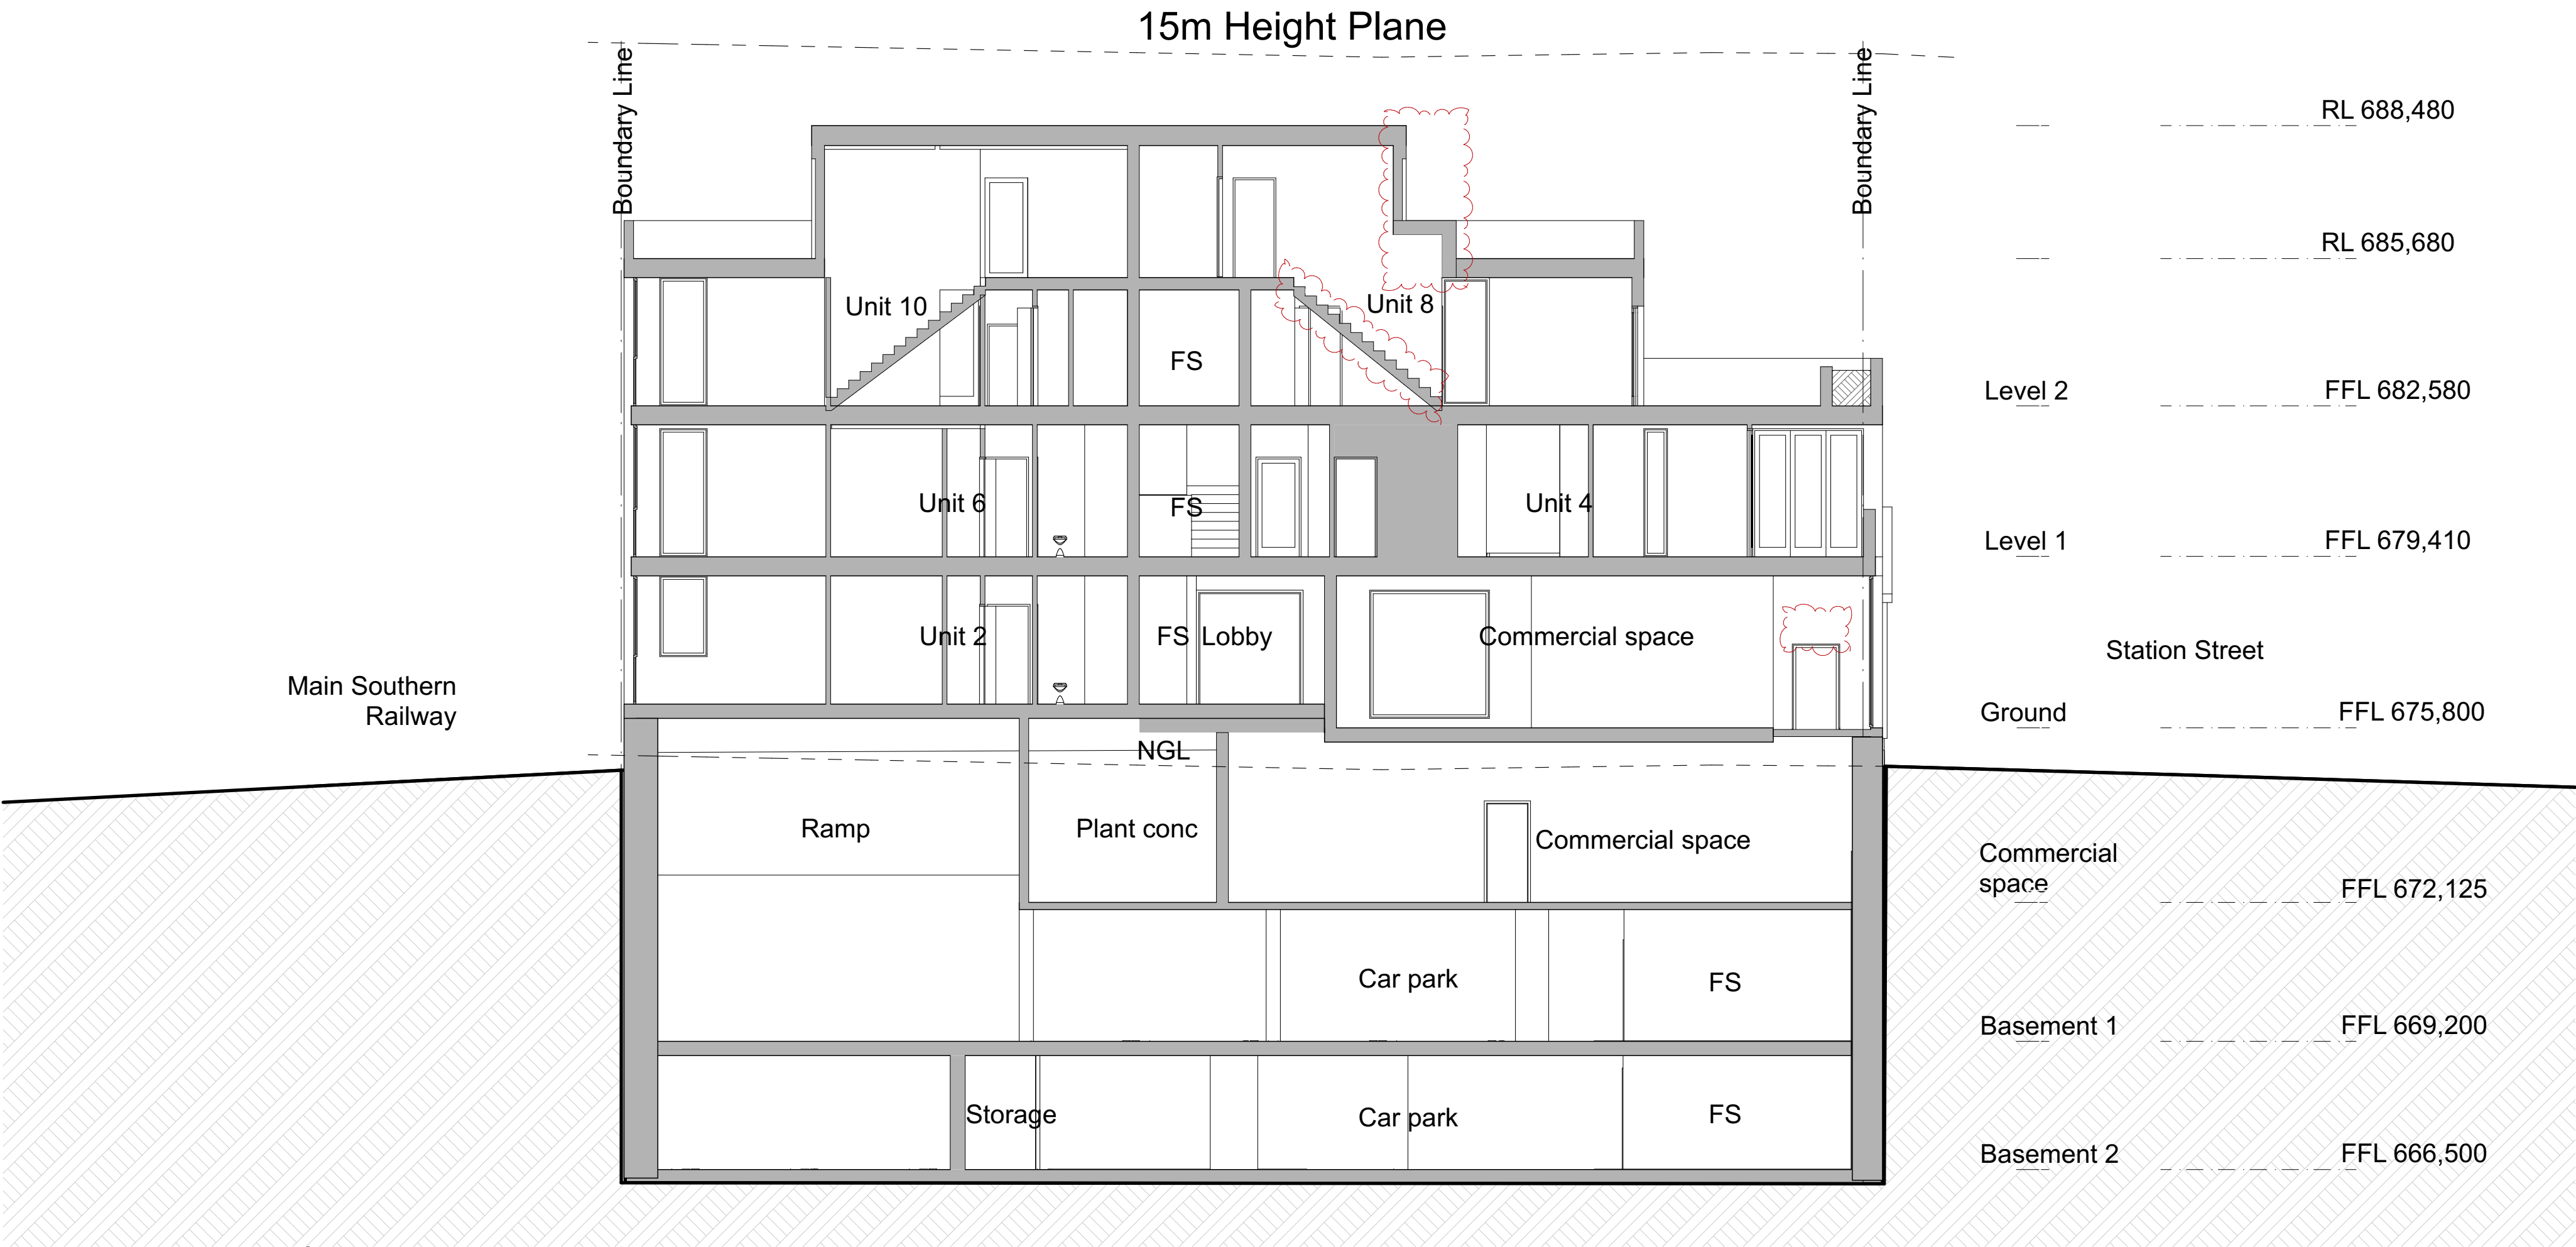 15m Height Plane
Boundary Line
Boundary Line
RL 688,480
RL 685,680
Unit 10
Unit 8
FS
Level 2
FFL 682,580
Unit 6
FS
Unit 4
Level 1
FFL 679,410
Unit 2
FS
Lobby
Commercial space
Station Street
Main Southern
Railway
Ground
FFL 675,800
NGL
Ramp
Plant conc
Commercial space
Commercial
space
FFL 672,125
Car park
FS
Basement 1
FFL 669,200
Storage
Car park
FS
Basement 2
FFL 666,500